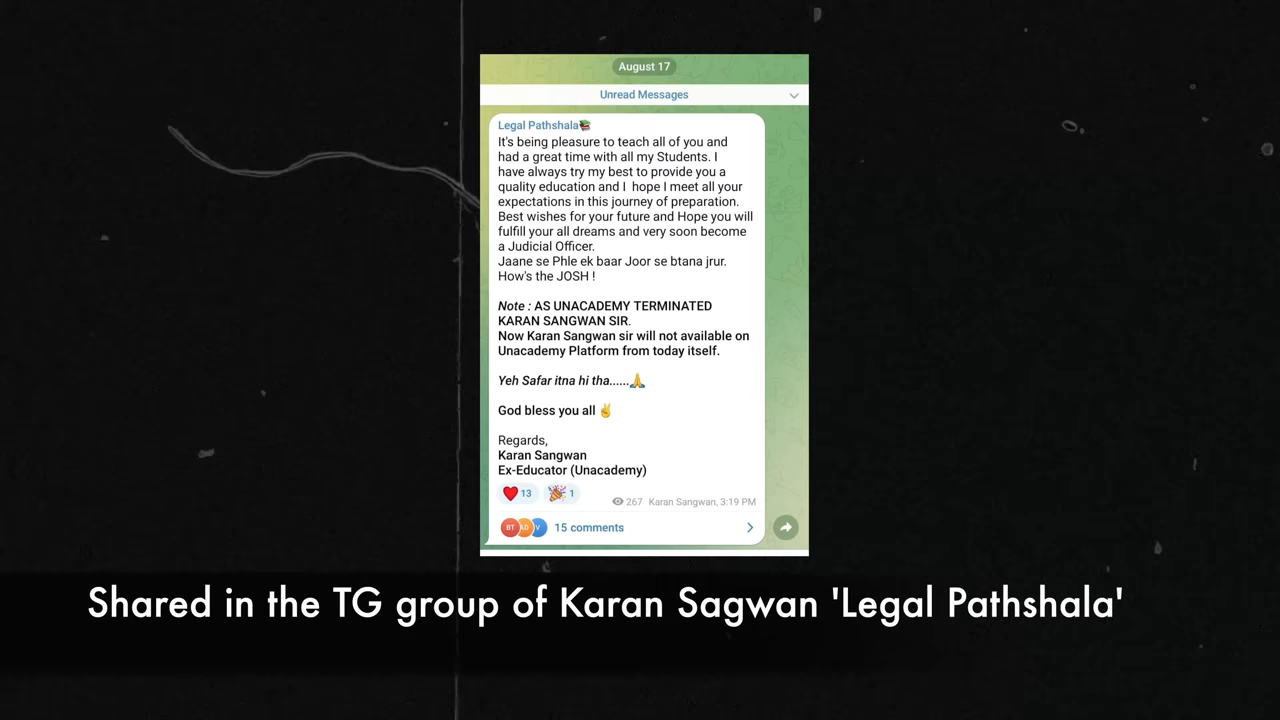 August 17
Unread Messages
Legal Pathshala📚
It's being pleasure to teach all of you and
had a great time with all my Students. I
have always try my best to provide you a
quality education and I hope I meet all your
expectations in this journey of preparation.
Best wishes for your future and Hope you will
fulfill your all dreams and very soon become
a Judicial Officer.
Jaane se Phle ek baar Joor se btana jrur.
How's the JOSH !
Note : AS UNACADEMY TERMINATED
KARAN SANGWAN SIR.
Now Karan Sangwan sir will not available on
Unacademy Platform from today itself.
Yeh Safar itna hi tha......🙏
God bless you all ✌
Regards,
Karan Sangwan
Ex-Educator (Unacademy)
❤ 13 🎉 1
267 Karan Sangwan, 3:19 PM
BT AD V 15 comments
Shared in the TG group of Karan Sagwan 'Legal Pathshala'